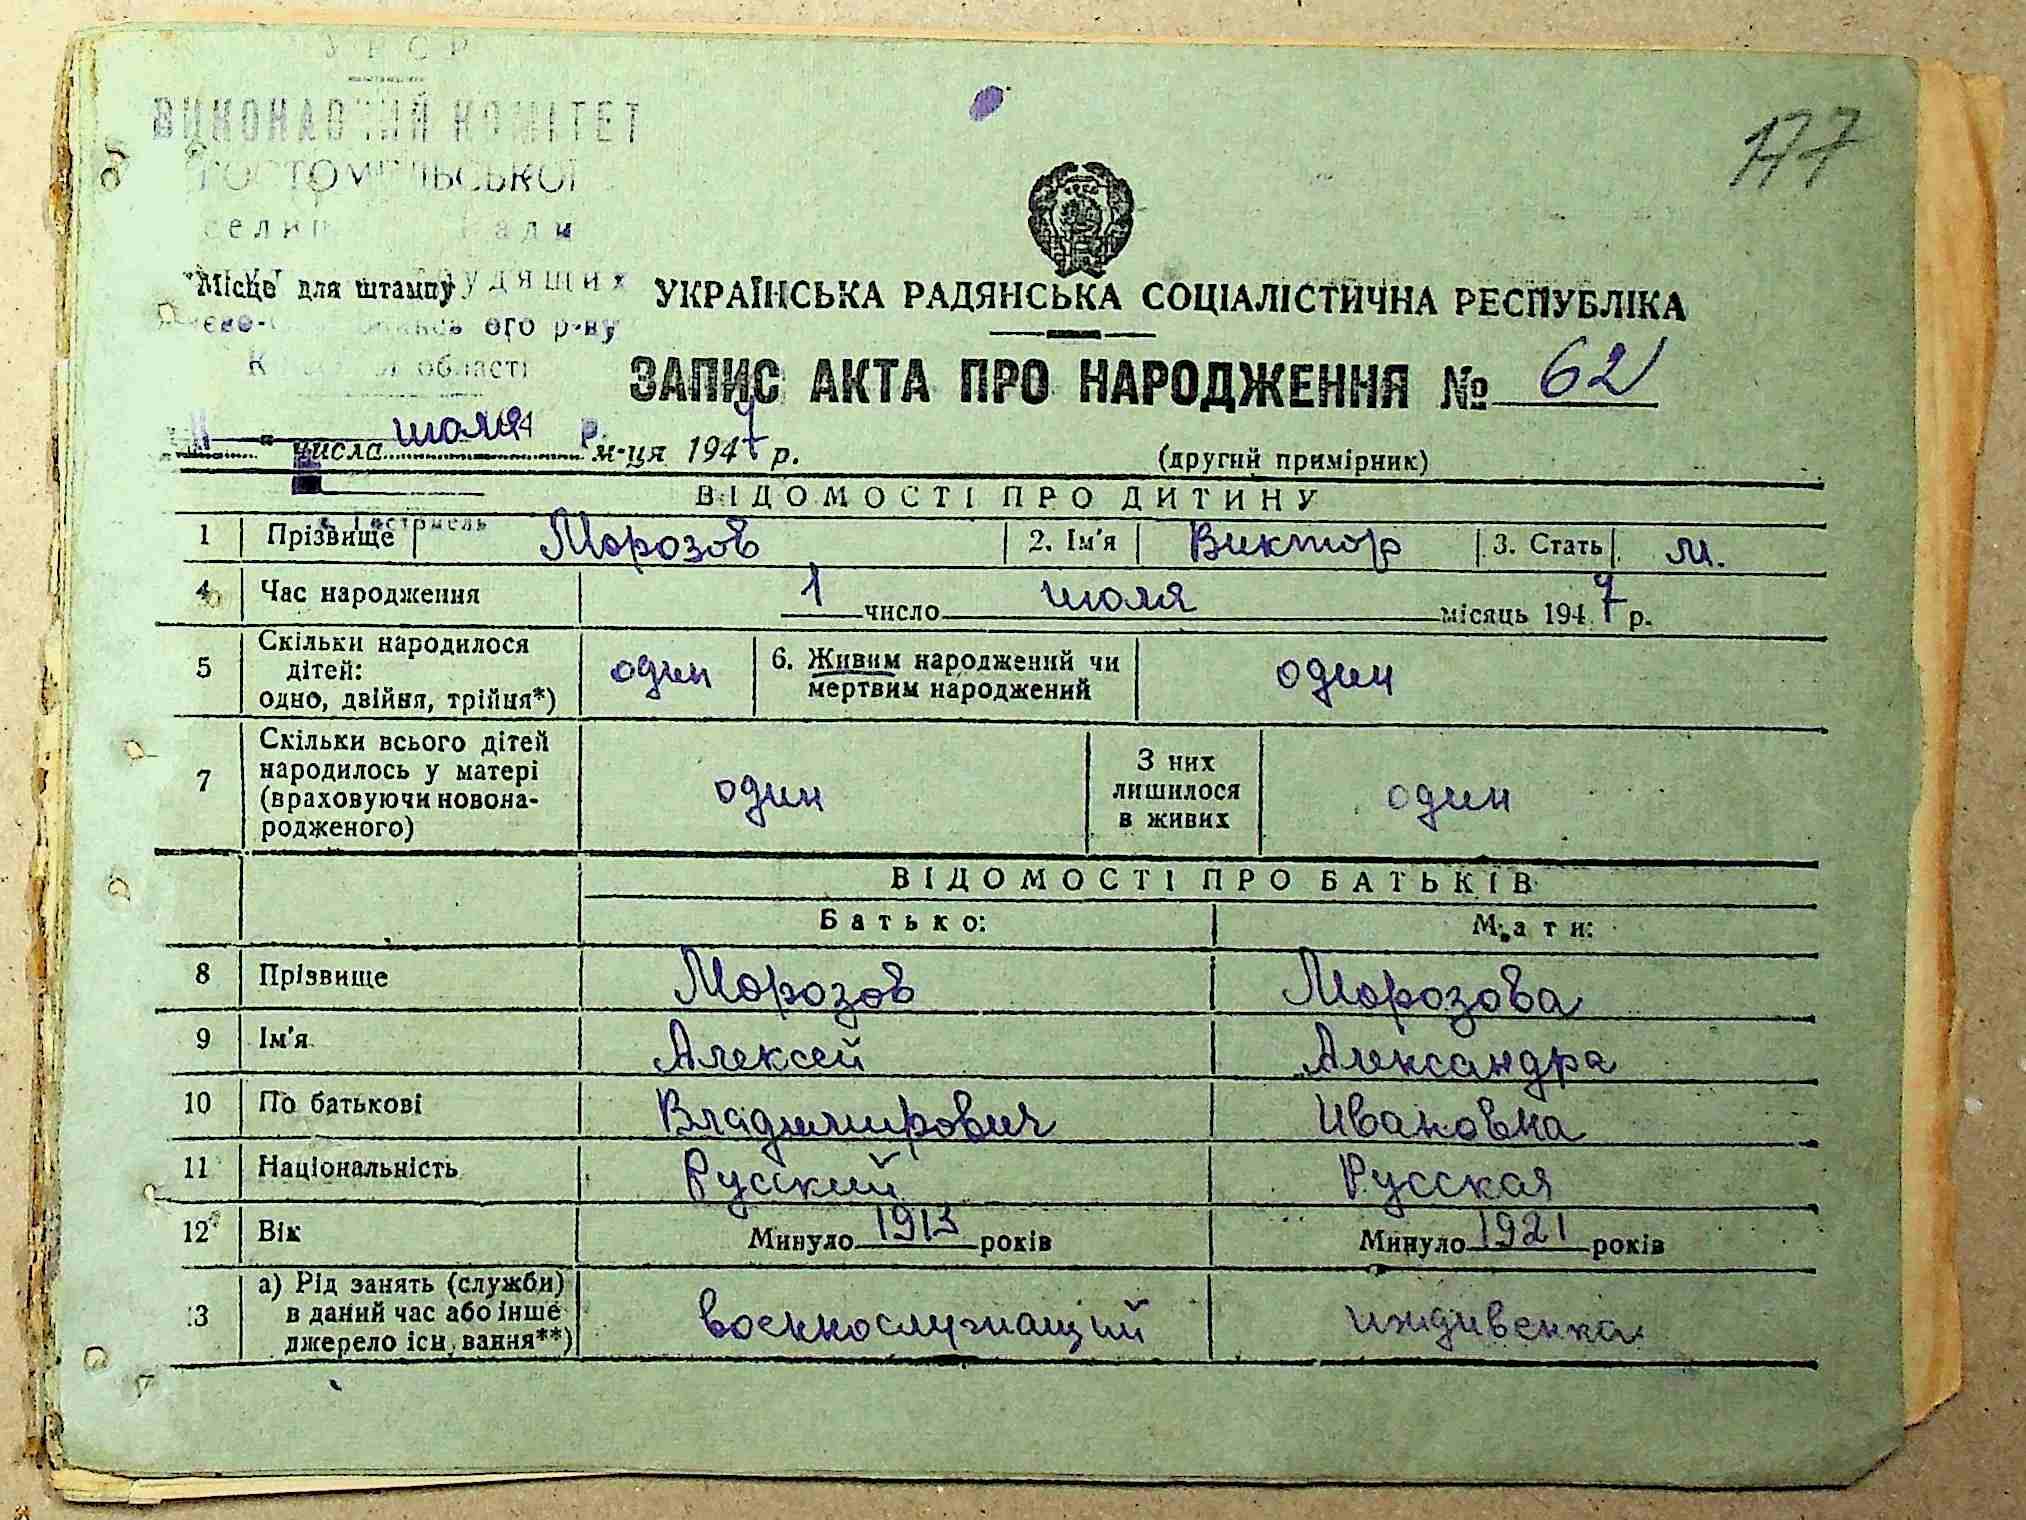 УРСР
177
ВИКОНАВЧИЙ КОМІТЕТ
ГОСТОМЕЛЬСЬКОЇ
Ради
Місце для штампу
трудящих
УКРАЇНСЬКА РАДЯНСЬКА СОЦІАЛІСТИЧНА РЕСПУБЛІКА
ого р-ну
області
ЗАПИС АКТА ПРО НАРОДЖЕННЯ № 62
числа июля м-ця 1947 р.
(другий примірник)
ВІДОМОСТІ ПРО ДИТИНУ
с. Гостомель
1 Прізвище Морозов 2. Ім'я Виктор 3. Стать м.
4 Час народження 1 число июля місяць 1947 р.
5 Скільки народилося дітей: одно, двійня, трійня*) один 6. Живим народжений чи мертвим народжений один
7 Скільки всього дітей народилось у матері (враховуючи новона-родженого) один З них лишилося в живих один
ВІДОМОСТІ ПРО БАТЬКІВ
Батько: Мати:
8 Прізвище Морозов Морозова
9 Ім'я Алексей Александра
10 По батькові Владимирович Ивановна
11 Національність Русский Русская
12 Вік Минуло 1913 років Минуло 1921 років
13 а) Рід занять (служби) в даний час або інше джерело існування**) военнослужащий иждивенка